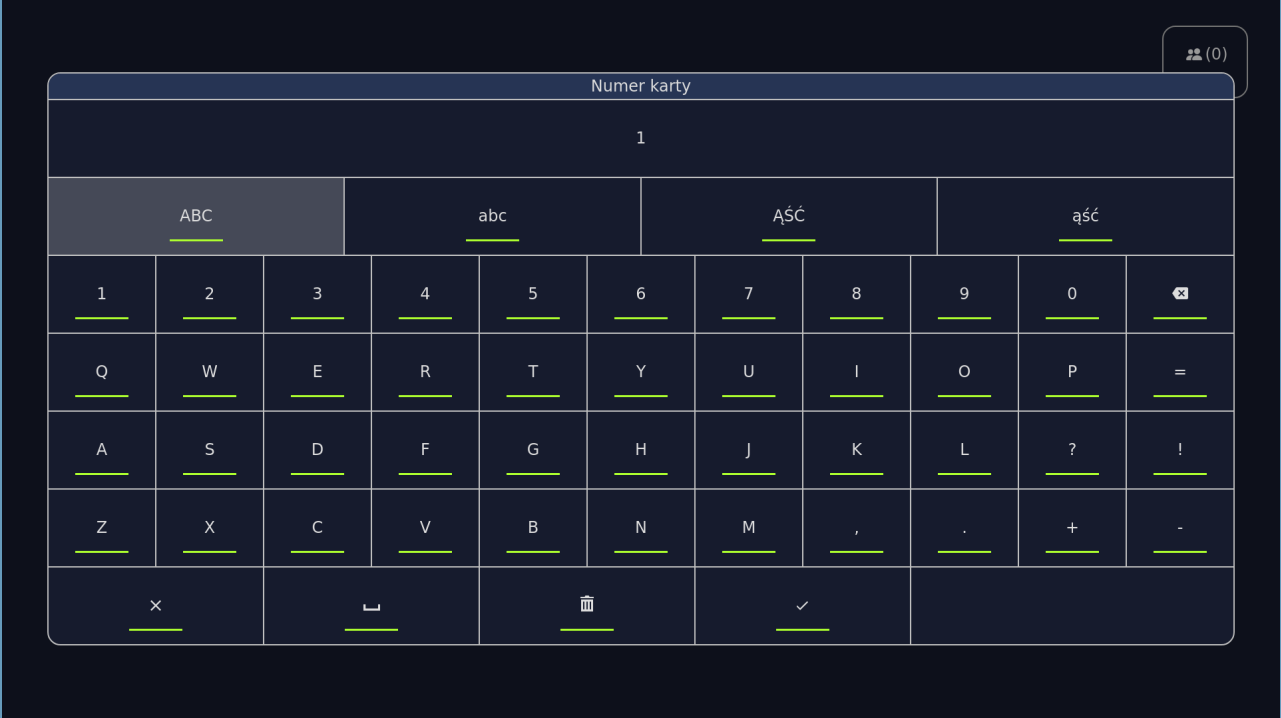 (0)
Numer karty
1
ABC abc ĄŚĆ ąść
1 2 3 4 5 6 7 8 9 0
Q W E R T Y U I O P =
A S D F G H J K L ? !
Z X C V B N M , . + -